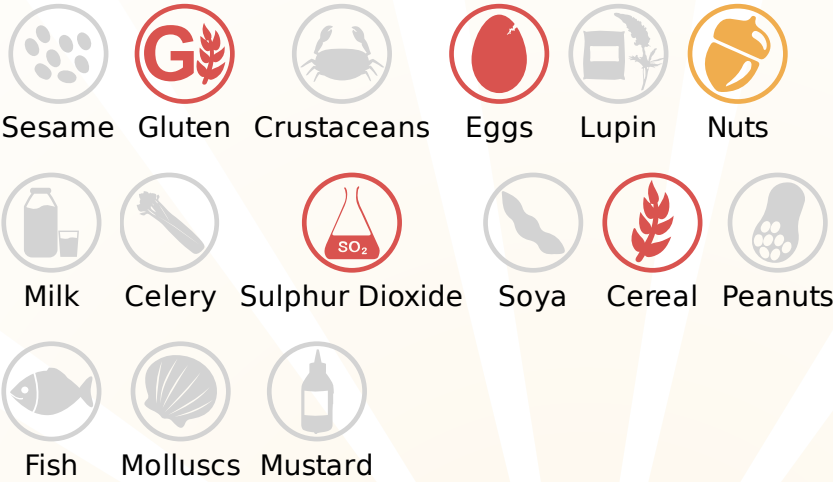 G
Sesame Gluten Crustaceans Eggs Lupin Nuts
SO₂
Milk Celery Sulphur Dioxide Soya Cereal Peanuts
Fish Molluscs Mustard